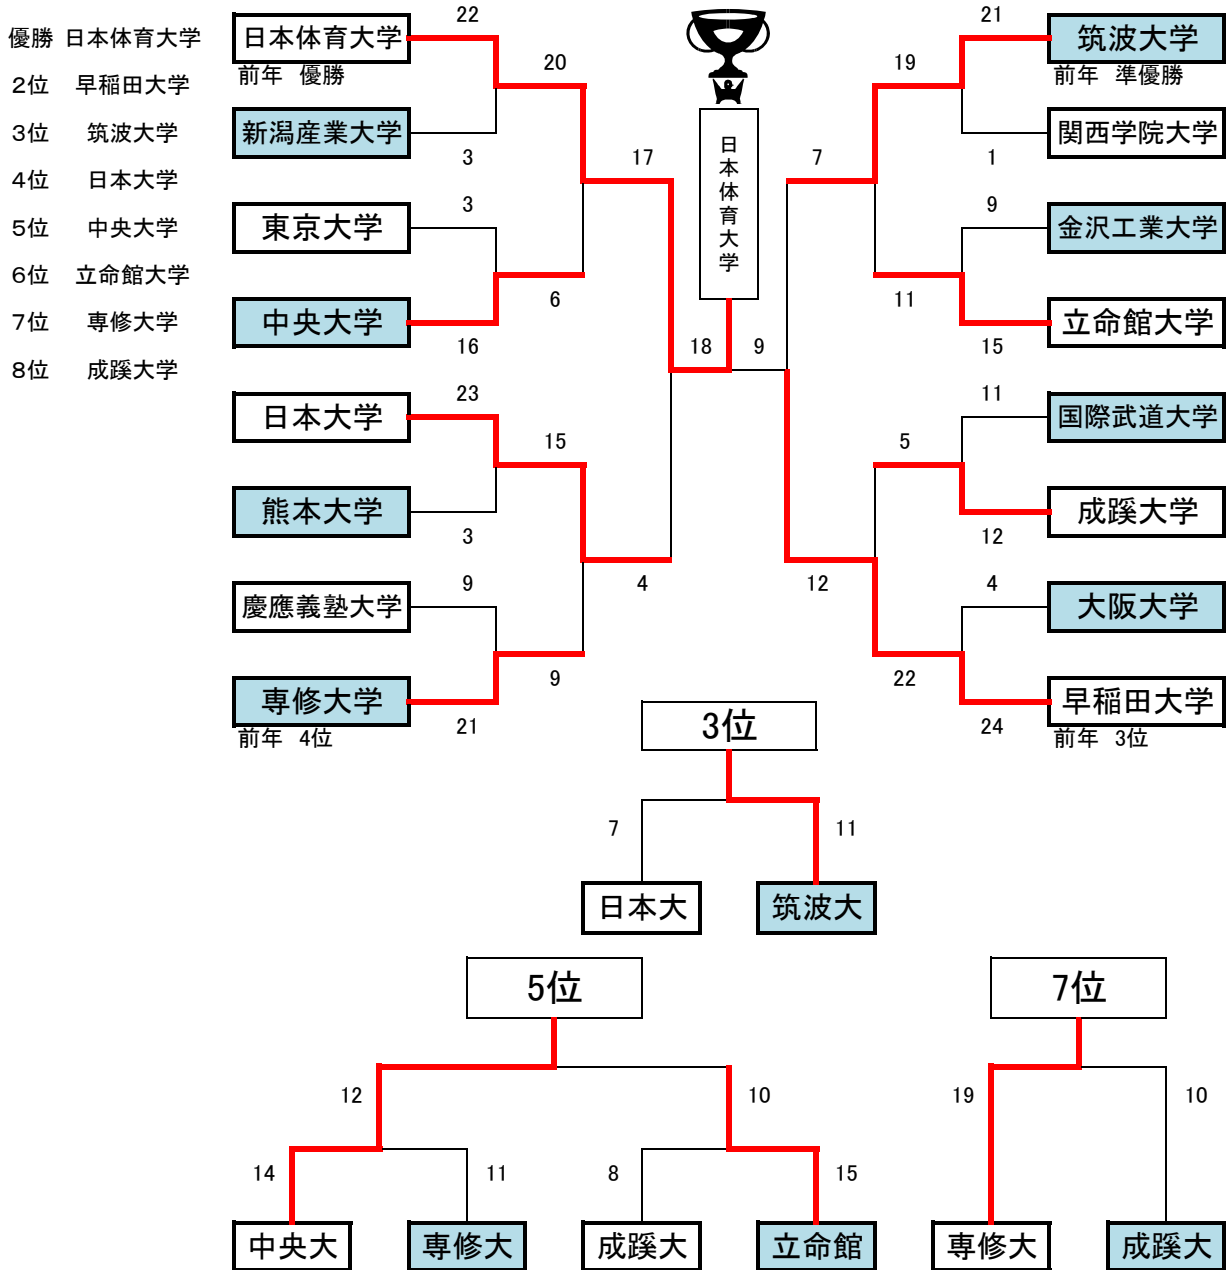 優勝 日本体育大学
2位 早稲田大学
3位 筑波大学
4位 日本大学
5位 中央大学
6位 立命館大学
7位 専修大学
8位 成蹊大学
日本体育大学
前年 優勝
新潟産業大学
東京大学
中央大学
日本大学
熊本大学
慶應義塾大学
専修大学
前年 4位
22
3
3
16
23
3
9
21
20
6
15
9
17
4
18
日本体育大学
9
7
12
19
11
5
22
21
1
9
15
11
12
4
24
筑波大学
前年 準優勝
関西学院大学
金沢工業大学
立命館大学
国際武道大学
成蹊大学
大阪大学
早稲田大学
前年 3位
3位
7
11
日本大
筑波大
5位
12
10
14
11
8
15
中央大
専修大
成蹊大
立命館
7位
19
10
専修大
成蹊大